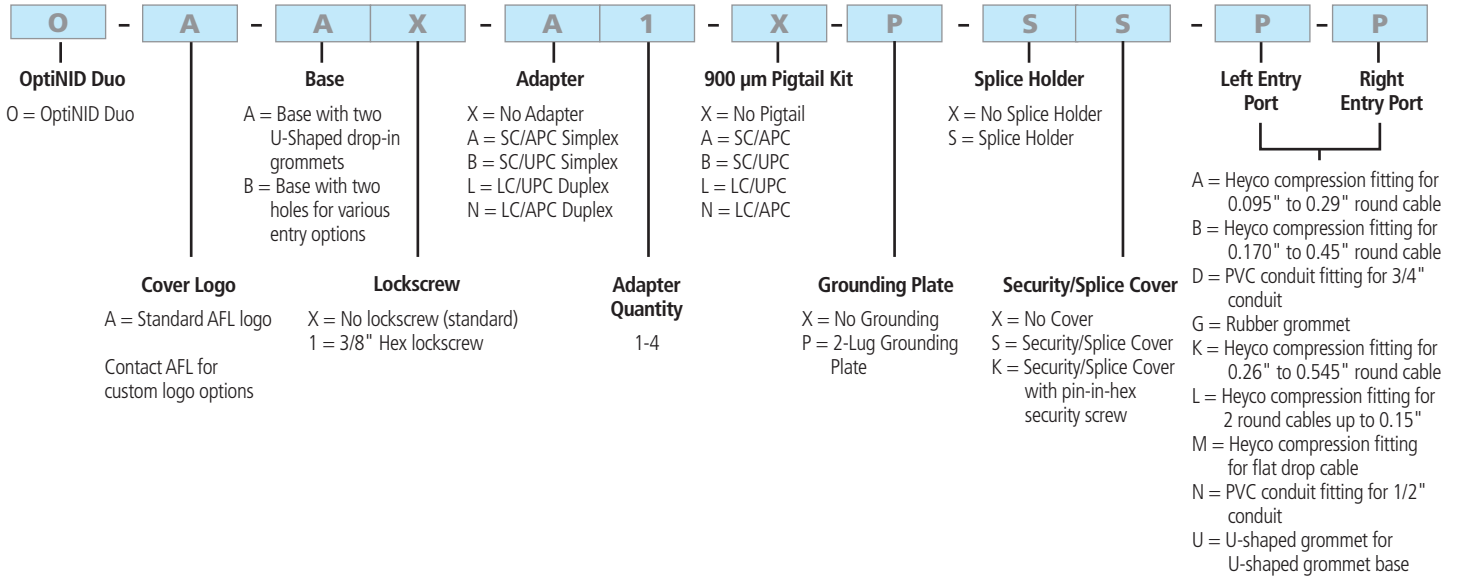 O – A – A X – A 1 – X – P – S S – P – P
OptiNID Duo
O = OptiNID Duo
Base
A = Base with two
U-Shaped drop-in
grommets
B = Base with two
holes for various
entry options
Adapter
X = No Adapter
A = SC/APC Simplex
B = SC/UPC Simplex
L = LC/UPC Duplex
N = LC/APC Duplex
900 µm Pigtail Kit
X = No Pigtail
A = SC/APC
B = SC/UPC
L = LC/UPC
N = LC/APC
Splice Holder
X = No Splice Holder
S = Splice Holder
Left Entry
Port
Right
Entry Port
A = Heyco compression fitting for
0.095" to 0.29" round cable
B = Heyco compression fitting for
0.170" to 0.45" round cable
D = PVC conduit fitting for 3/4"
conduit
G = Rubber grommet
K = Heyco compression fitting for
0.26" to 0.545" round cable
L = Heyco compression fitting for
2 round cables up to 0.15"
M = Heyco compression fitting
for flat drop cable
N = PVC conduit fitting for 1/2"
conduit
U = U-shaped grommet for
U-shaped grommet base
Cover Logo
A = Standard AFL logo
Contact AFL for
custom logo options
Lockscrew
X = No lockscrew (standard)
1 = 3/8" Hex lockscrew
Adapter
Quantity
1-4
Grounding Plate
X = No Grounding
P = 2-Lug Grounding
Plate
Security/Splice Cover
X = No Cover
S = Security/Splice Cover
K = Security/Splice Cover
with pin-in-hex
security screw